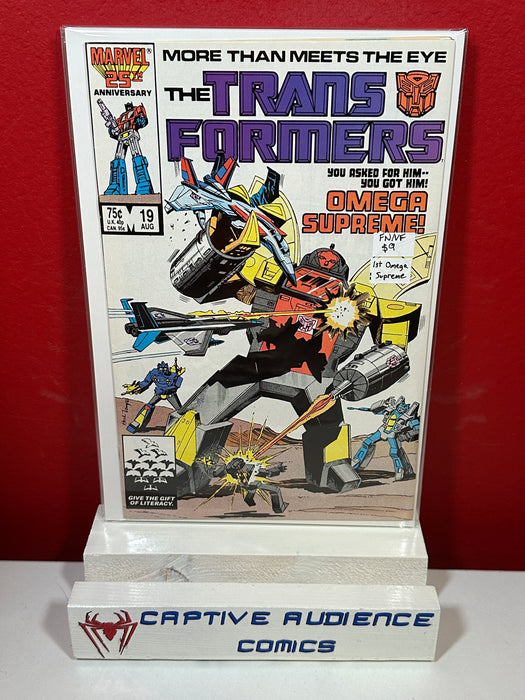 MARVEL
25TH
ANNIVERSARY
MORE THAN MEETS THE EYE
THE TRANS
FORMERS
YOU ASKED FOR HIM--
YOU GOT HIM!
OMEGA
SUPREME!
75¢
U.K. 40p
CAN. 95¢
M
19
AUG
FN/VF
$9
1st Omega
Supreme
GIVE THE GIFT
OF LITERACY.
CAPTIVE AUDIENCE
COMICS